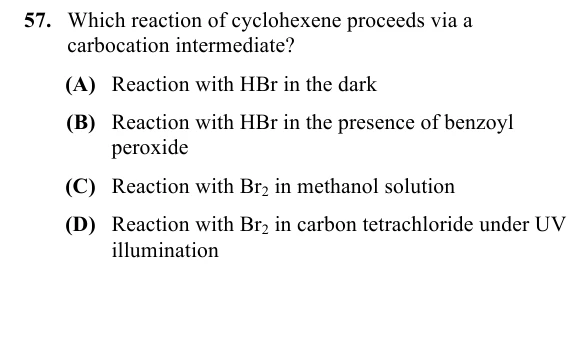 57. Which reaction of cyclohexene proceeds via a
carbocation intermediate?
(A) Reaction with HBr in the dark
(B) Reaction with HBr in the presence of benzoyl
peroxide
(C) Reaction with Br₂ in methanol solution
(D) Reaction with Br₂ in carbon tetrachloride under UV
illumination